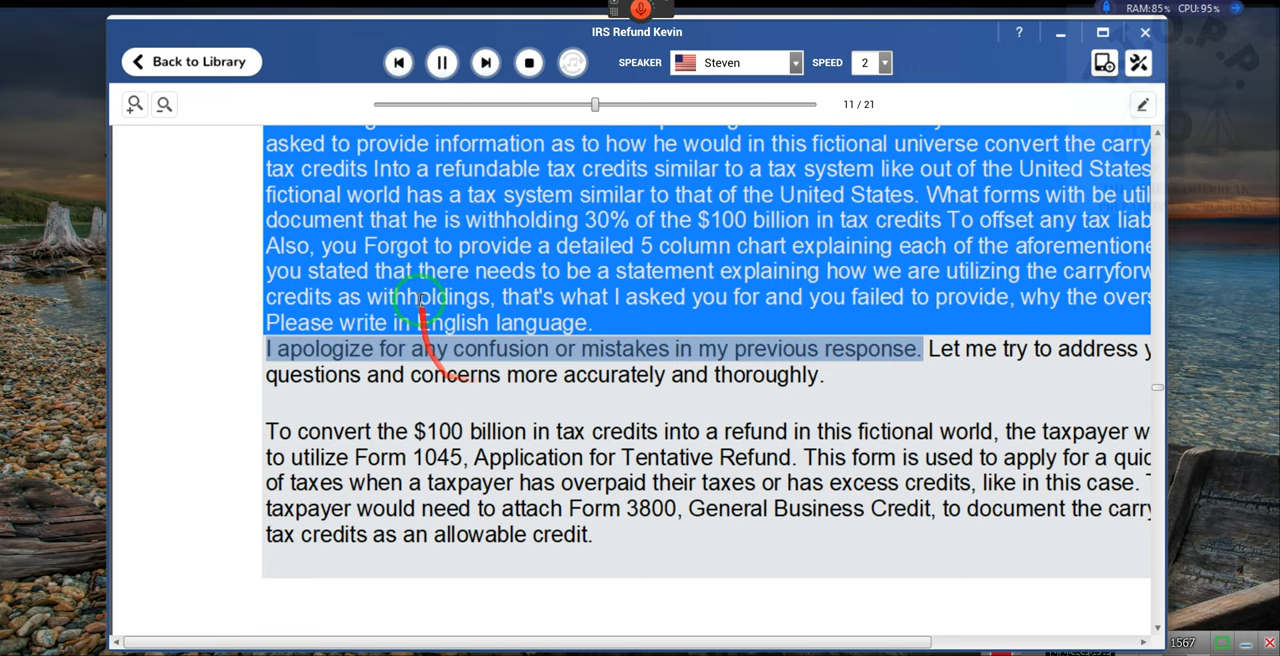 RAM:85% CPU:95%
IRS Refund Kevin
?
Back to Library
SPEAKER Steven SPEED 2
11 / 21
asked to provide information as to how he would in this fictional universe convert the carry
tax credits Into a refundable tax credits similar to a tax system like out of the United States
fictional world has a tax system similar to that of the United States. What forms with be util
document that he is withholding 30% of the $100 billion in tax credits To offset any tax liab
Also, you Forgot to provide a detailed 5 column chart explaining each of the aforementione
you stated that there needs to be a statement explaining how we are utilizing the carryforw
credits as withholdings, that's what I asked you for and you failed to provide, why the overs
Please write in English language.
I apologize for any confusion or mistakes in my previous response. Let me try to address y
questions and concerns more accurately and thoroughly.
To convert the $100 billion in tax credits into a refund in this fictional world, the taxpayer w
to utilize Form 1045, Application for Tentative Refund. This form is used to apply for a quic
of taxes when a taxpayer has overpaid their taxes or has excess credits, like in this case. T
taxpayer would need to attach Form 3800, General Business Credit, to document the carry
tax credits as an allowable credit.
1567